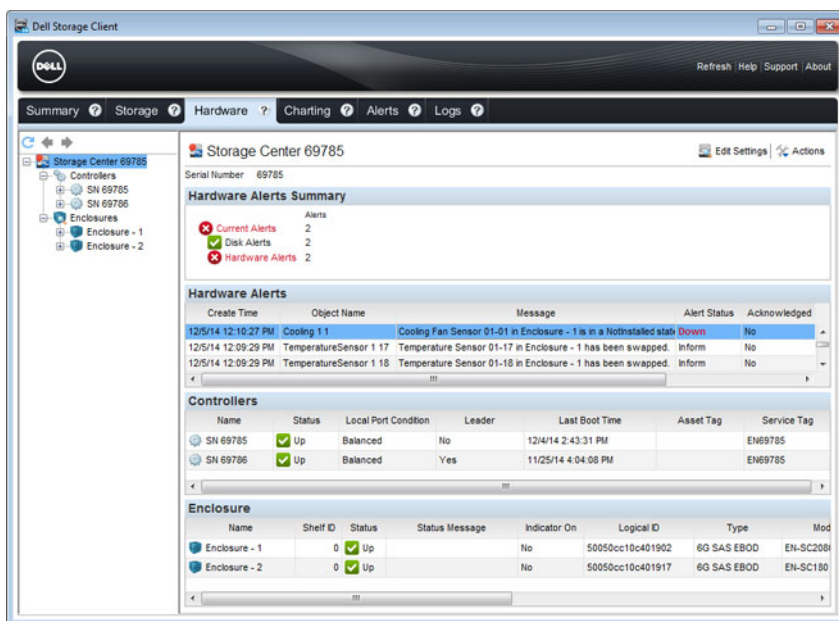 Dell Storage Client
DELL
Refresh Help Support About
Summary ? Storage ? Hardware ? Charting ? Alerts ? Logs ?
Storage Center 69785
Controllers
SN 69785
SN 69786
Enclosures
Enclosure - 1
Enclosure - 2
Storage Center 69785
Edit Settings Actions
Serial Number 69785
Hardware Alerts Summary
Alerts
Current Alerts 2
Disk Alerts 2
Hardware Alerts 2
Hardware Alerts
Create Time Object Name Message Alert Status Acknowledged
12/5/14 12:10:27 PM Cooling 1 1 Cooling Fan Sensor 01-01 in Enclosure - 1 is in a NotInstalled state Down No
12/5/14 12:09:29 PM TemperatureSensor 1 17 Temperature Sensor 01-17 in Enclosure - 1 has been swapped. Inform No
12/5/14 12:09:29 PM TemperatureSensor 1 18 Temperature Sensor 01-18 in Enclosure - 1 has been swapped. Inform No
Controllers
Name Status Local Port Condition Leader Last Boot Time Asset Tag Service Tag
SN 69785 Up Balanced No 12/4/14 2:43:31 PM EN69785
SN 69786 Up Balanced Yes 11/25/14 4:04:08 PM EN69785
Enclosure
Name Shelf ID Status Status Message Indicator On Logical ID Type Mod
Enclosure - 1 0 Up No 50050cc10c401902 6G SAS EBOD EN-SC208
Enclosure - 2 0 Up No 50050cc10c401917 6G SAS EBOD EN-SC180